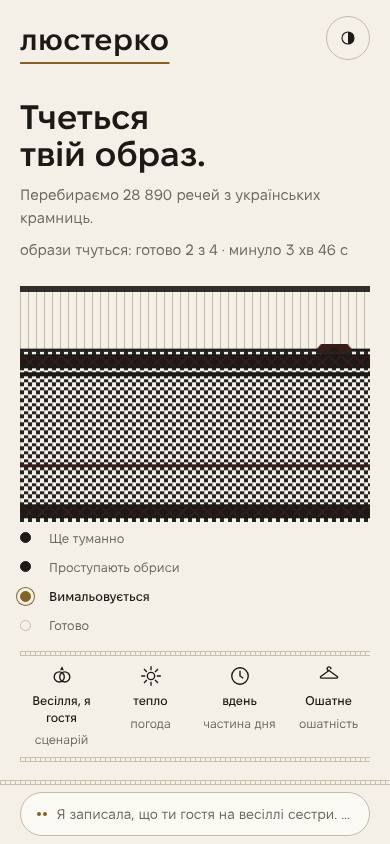 люстерко
Тчеться
твій образ.
Перебираємо 28 890 речей з українських
крамниць.
образи тчуться: готово 2 з 4 · минуло 3 хв 46 с
Ще туманно
Проступають обриси
Вимальовується
Готово
Весілля, я
гостя
сценарій
тепло
погода
вдень
частина дня
Ошатне
ошатність
Я записала, що ти гостя на весіллі сестри. ...